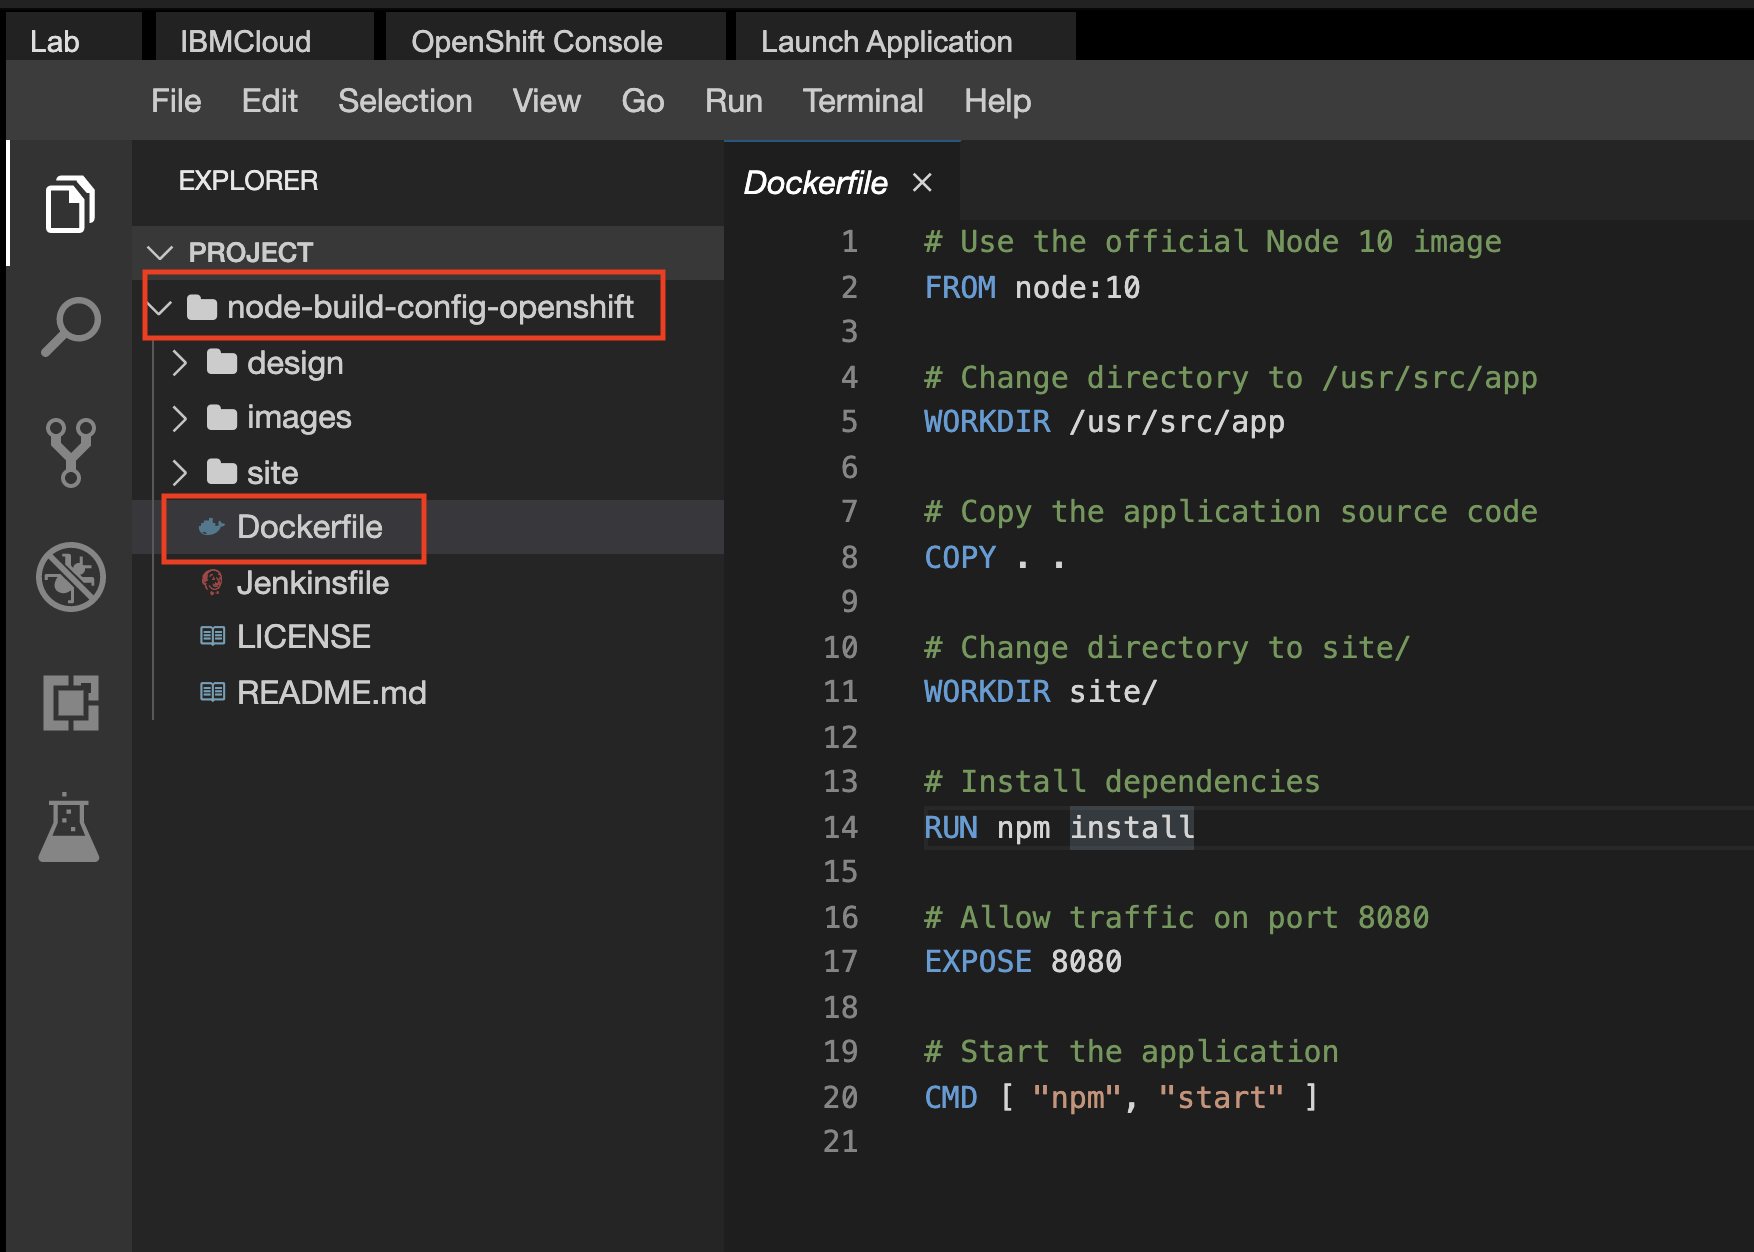 Lab IBMCloud OpenShift Console Launch Application
File Edit Selection View Go Run Terminal Help
EXPLORER
PROJECT
node-build-config-openshift
design
images
site
Dockerfile
Jenkinsfile
LICENSE
README.md
Dockerfile ×
1 # Use the official Node 10 image
2 FROM node:10
3
4 # Change directory to /usr/src/app
5 WORKDIR /usr/src/app
6
7 # Copy the application source code
8 COPY . .
9
10 # Change directory to site/
11 WORKDIR site/
12
13 # Install dependencies
14 RUN npm install
15
16 # Allow traffic on port 8080
17 EXPOSE 8080
18
19 # Start the application
20 CMD [ "npm", "start" ]
21